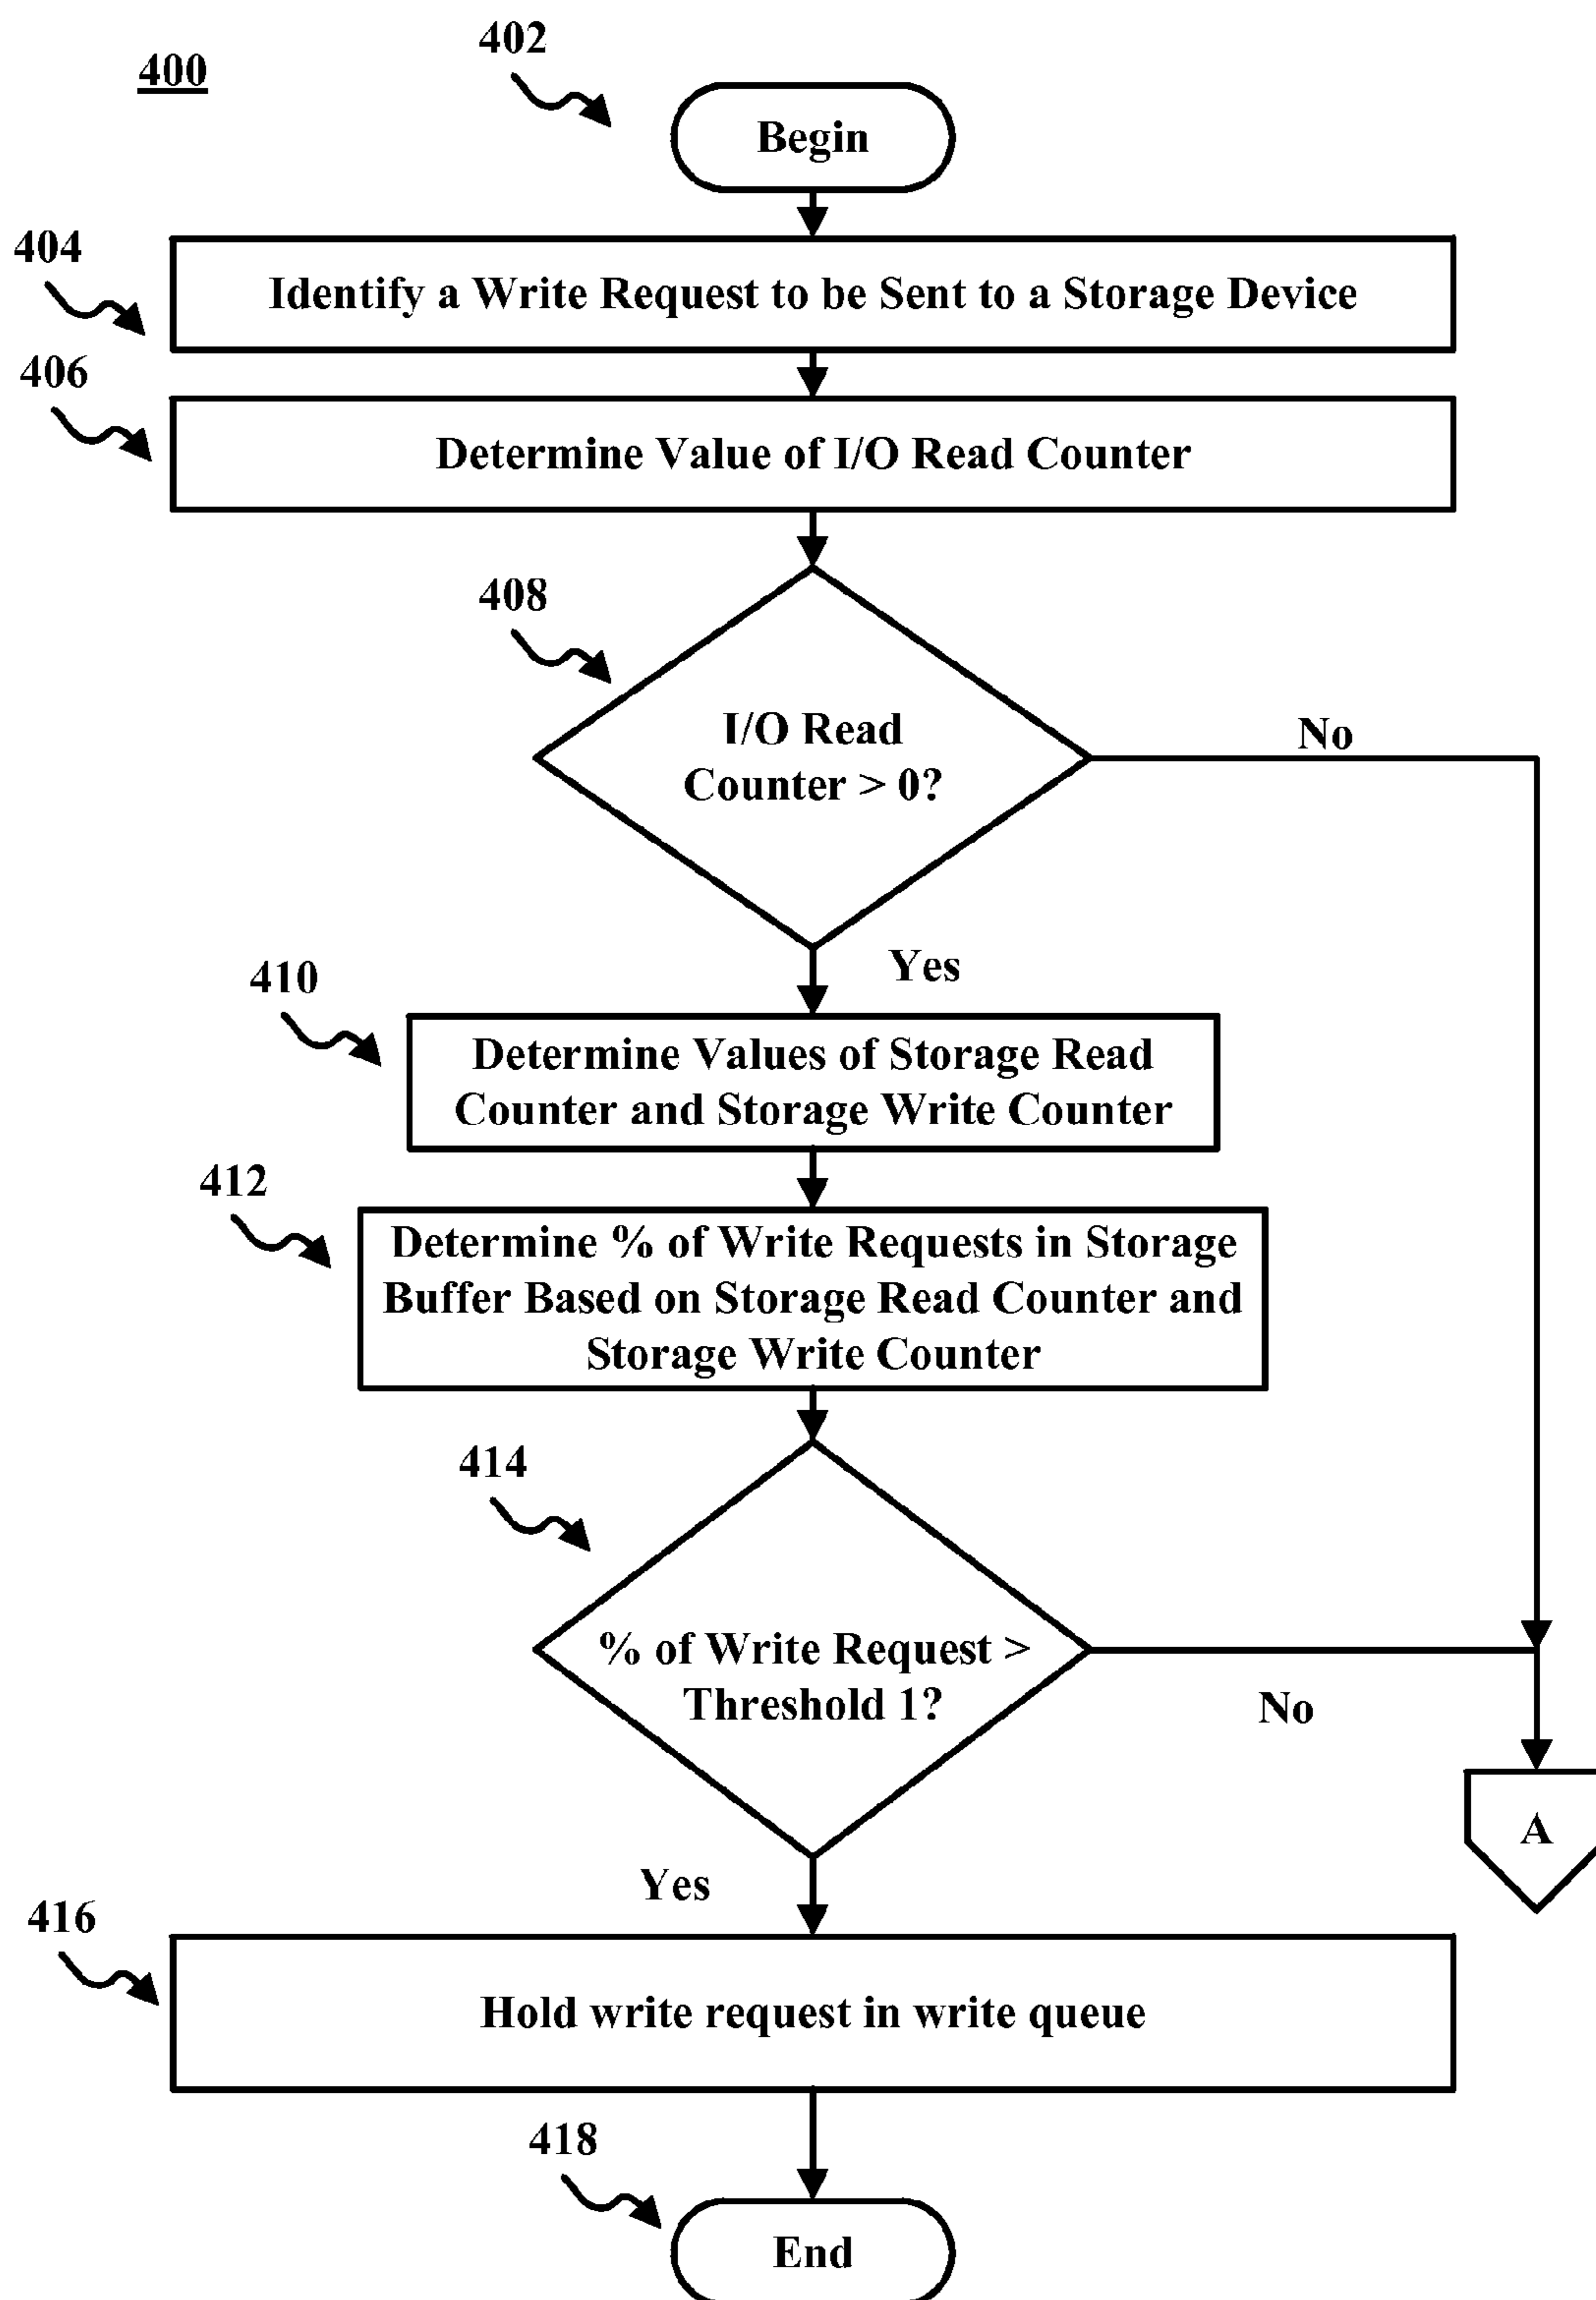 400
402
Begin
404
Identify a Write Request to be Sent to a Storage Device
406
Determine Value of I/O Read Counter
408
I/O Read
Counter > 0?
No
Yes
410
Determine Values of Storage Read
Counter and Storage Write Counter
412
Determine % of Write Requests in Storage
Buffer Based on Storage Read Counter and
Storage Write Counter
414
% of Write Request >
Threshold 1?
No
A
Yes
416
Hold write request in write queue
418
End